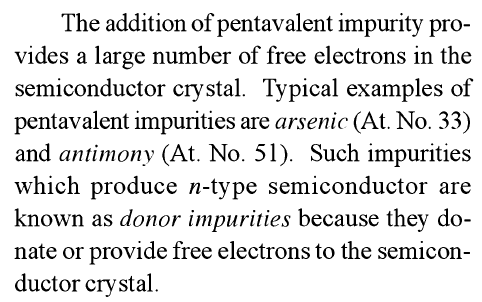 The addition of pentavalent impurity pro-
vides a large number of free electrons in the
semiconductor crystal. Typical examples of
pentavalent impurities are arsenic (At. No. 33)
and antimony (At. No. 51). Such impurities
which produce n-type semiconductor are
known as donor impurities because they do-
nate or provide free electrons to the semicon-
ductor crystal.